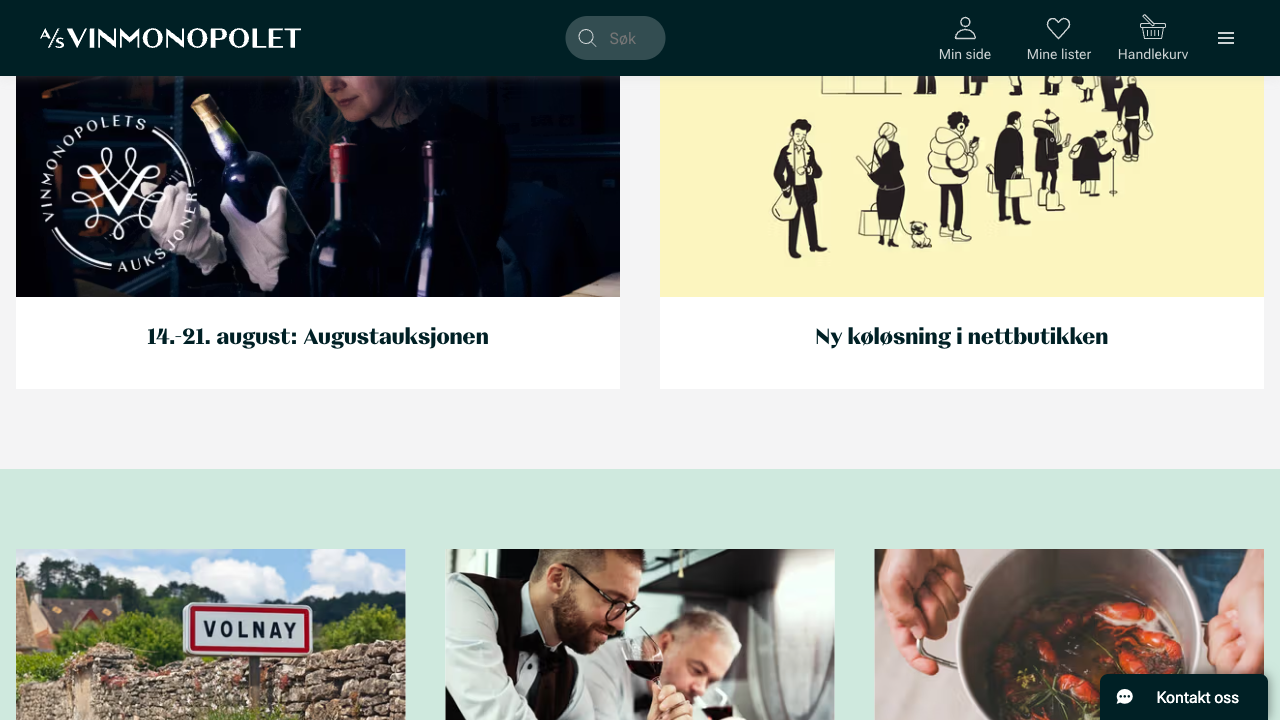 A/S VINMONOPOLET
Søk
Min side
Mine lister
Handlekurv
VINMONOPOLETS
AUKSJONER
14.-21. august: Augustauksjonen
Ny køløsning i nettbutikken
VOLNAY
Kontakt oss